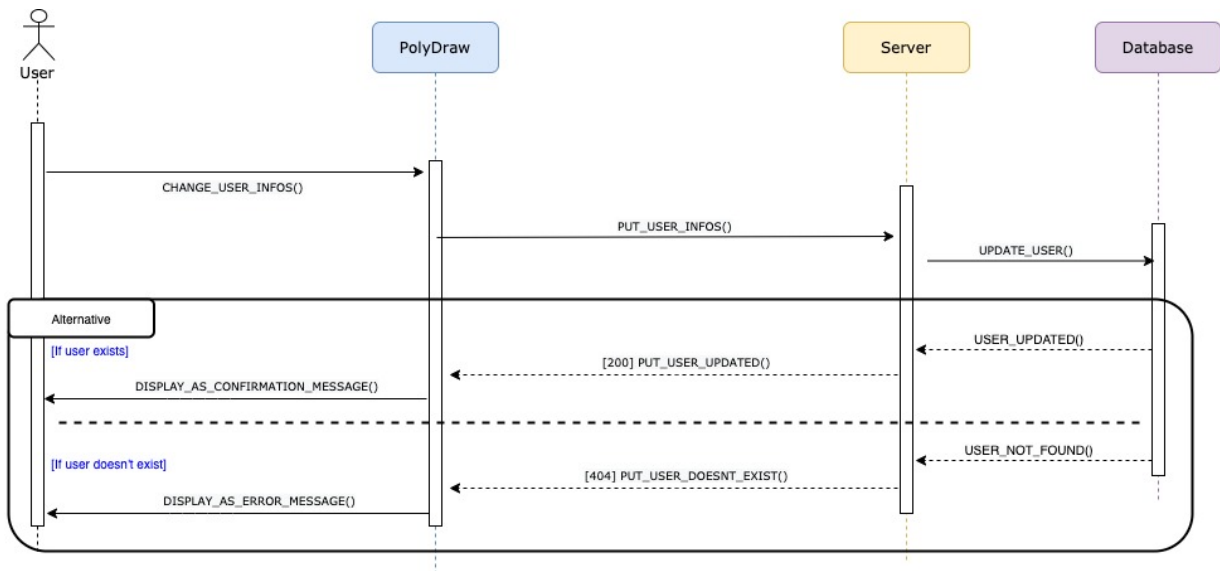 User
PolyDraw
Server
Database
CHANGE_USER_INFOS()
PUT_USER_INFOS()
UPDATE_USER()
Alternative
[If user exists]
USER_UPDATED()
[200] PUT_USER_UPDATED()
DISPLAY_AS_CONFIRMATION_MESSAGE()
[If user doesn't exist]
USER_NOT_FOUND()
[404] PUT_USER_DOESNT_EXIST()
DISPLAY_AS_ERROR_MESSAGE()